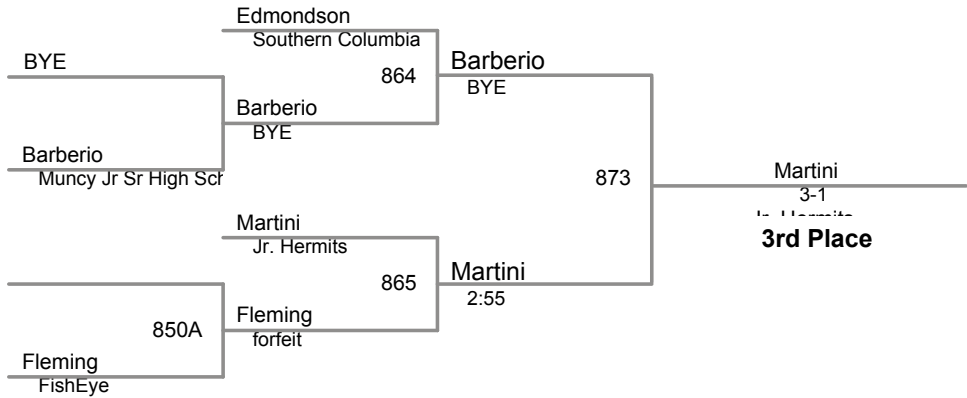 Edmondson
Southern Columbia
BYE
864
Barberio
BYE
Barberio
BYE
Barberio
Muncy Jr Sr High Sch
873
Martini
3-1
3rd Place
Martini
Jr. Hermits
865
Martini
2:55
850A
Fleming
forfeit
Fleming
FishEye